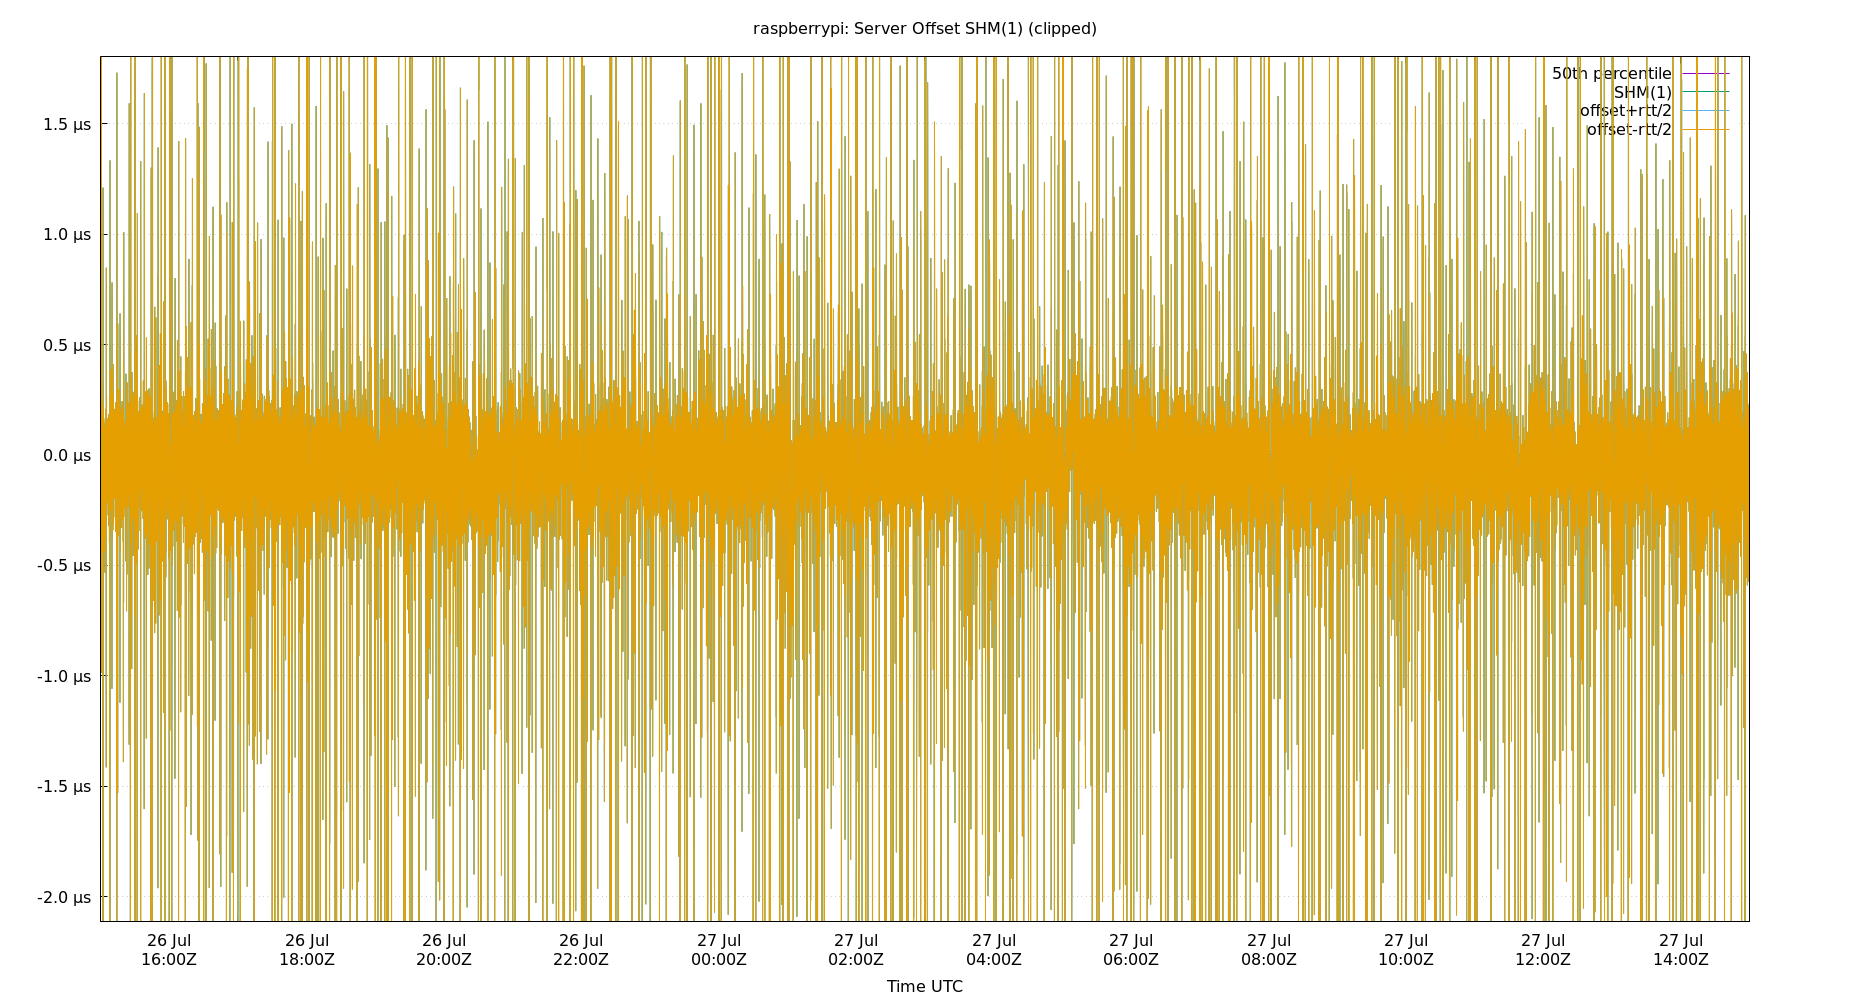 raspberrypi: Server Offset SHM(1) (clipped)
50th percentile
SHM(1)
offset+rtt/2
offset-rtt/2
1.5 µs
1.0 µs
0.5 µs
0.0 µs
-0.5 µs
-1.0 µs
-1.5 µs
-2.0 µs
26 Jul 26 Jul 26 Jul 26 Jul 27 Jul 27 Jul 27 Jul 27 Jul 27 Jul 27 Jul 27 Jul 27 Jul
16:00Z 18:00Z 20:00Z 22:00Z 00:00Z 02:00Z 04:00Z 06:00Z 08:00Z 10:00Z 12:00Z 14:00Z
Time UTC